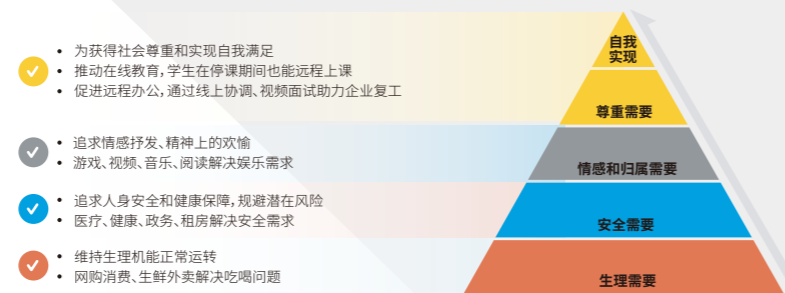 为获得社会尊重和实现自我满足
推动在线教育，学生在停课期间也能远程上课
促进远程办公，通过线上协调、视频面试助力企业复工
追求情感抒发、精神上的欢愉
游戏、视频、音乐、阅读解决娱乐需求
追求人身安全和健康保障，规避潜在风险
医疗、健康、政务、租房解决安全需求
维持生理机能正常运转
网购消费、生鲜外卖解决吃喝问题
自我
实现
尊重需要
情感和归属需要
安全需要
生理需要